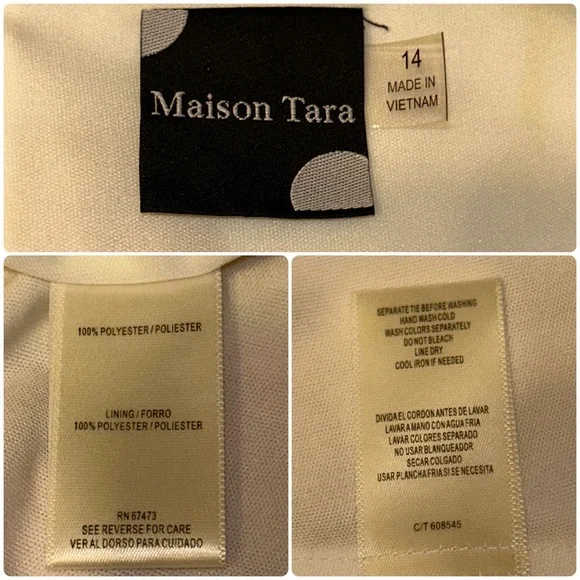 Maison Tara
14
MADE IN
VIETNAM
100% POLYESTER / POLIESTER
LINING / FORRO
100% POLYESTER / POLIESTER
RN 67473
SEE REVERSE FOR CARE
VER AL DORSO PARA CUIDADO
SEPARATE TIE BEFORE WASHING
HAND WASH COLD
WASH COLORS SEPARATELY
DO NOT BLEACH
LINE DRY
COOL IRON IF NEEDED
DIVIDA EL CORDON ANTES DE LAVAR
LAVAR A MANO CON AGUA FRIA
LAVAR COLORES SEPARADO
NO USAR BLANQUEADOR
SECAR COLGADO
USAR PLANCHA FRIA SI SE NECESITA
C/T 608545